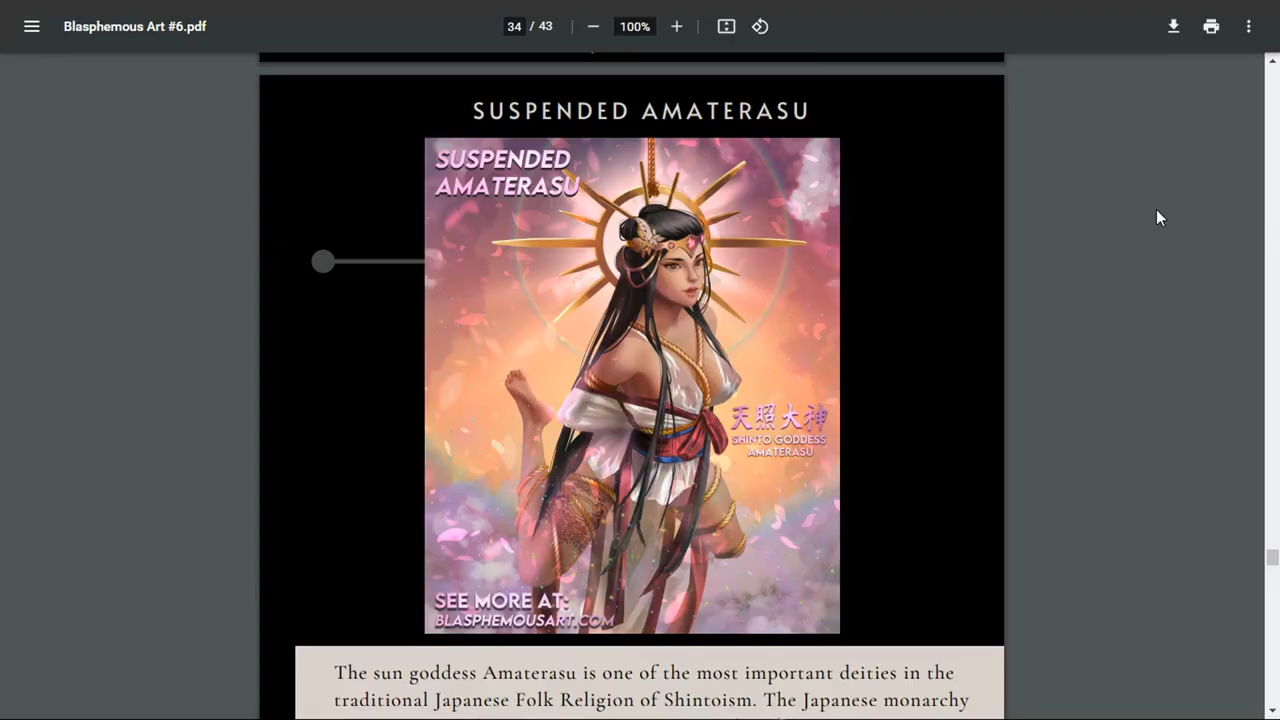 Blasphemous Art #6.pdf
34 / 43
100%
SUSPENDED AMATERASU
SUSPENDED
AMATERASU
天照大神
SHINTO GODDESS
AMATERASU
SEE MORE AT:
BLASPHEMOUSART.COM
The sun goddess Amaterasu is one of the most important deities in the
traditional Japanese Folk Religion of Shintoism. The Japanese monarchy